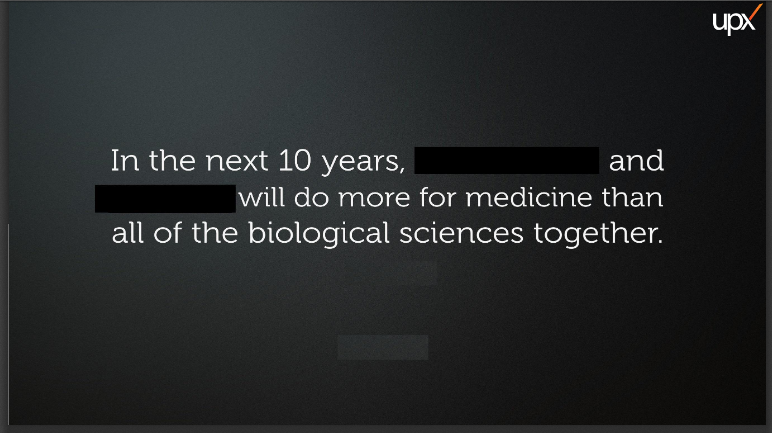 upx
In the next 10 years, and
will do more for medicine than
all of the biological sciences together.